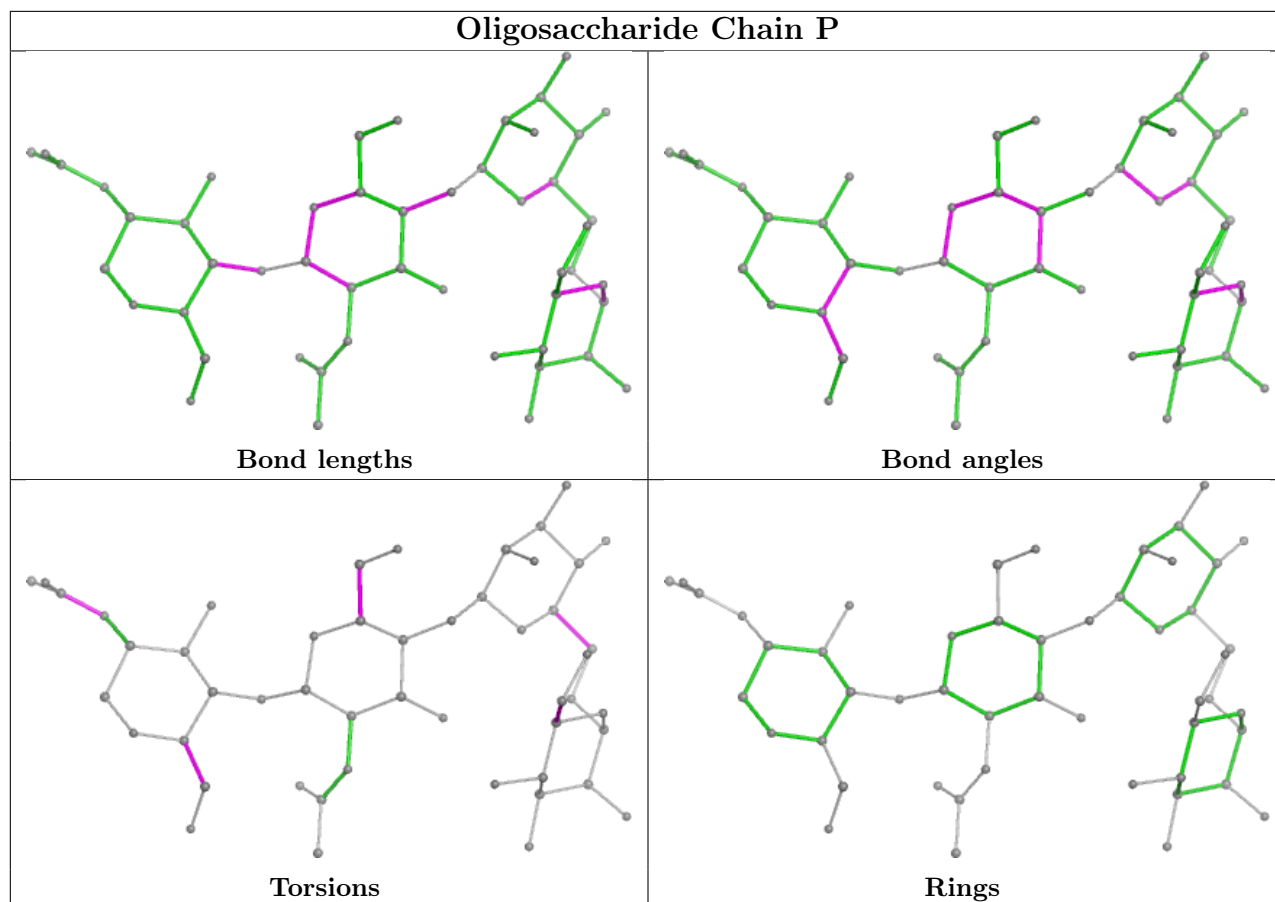 Oligosaccharide Chain P
Bond lengths
Bond angles
Torsions
Rings